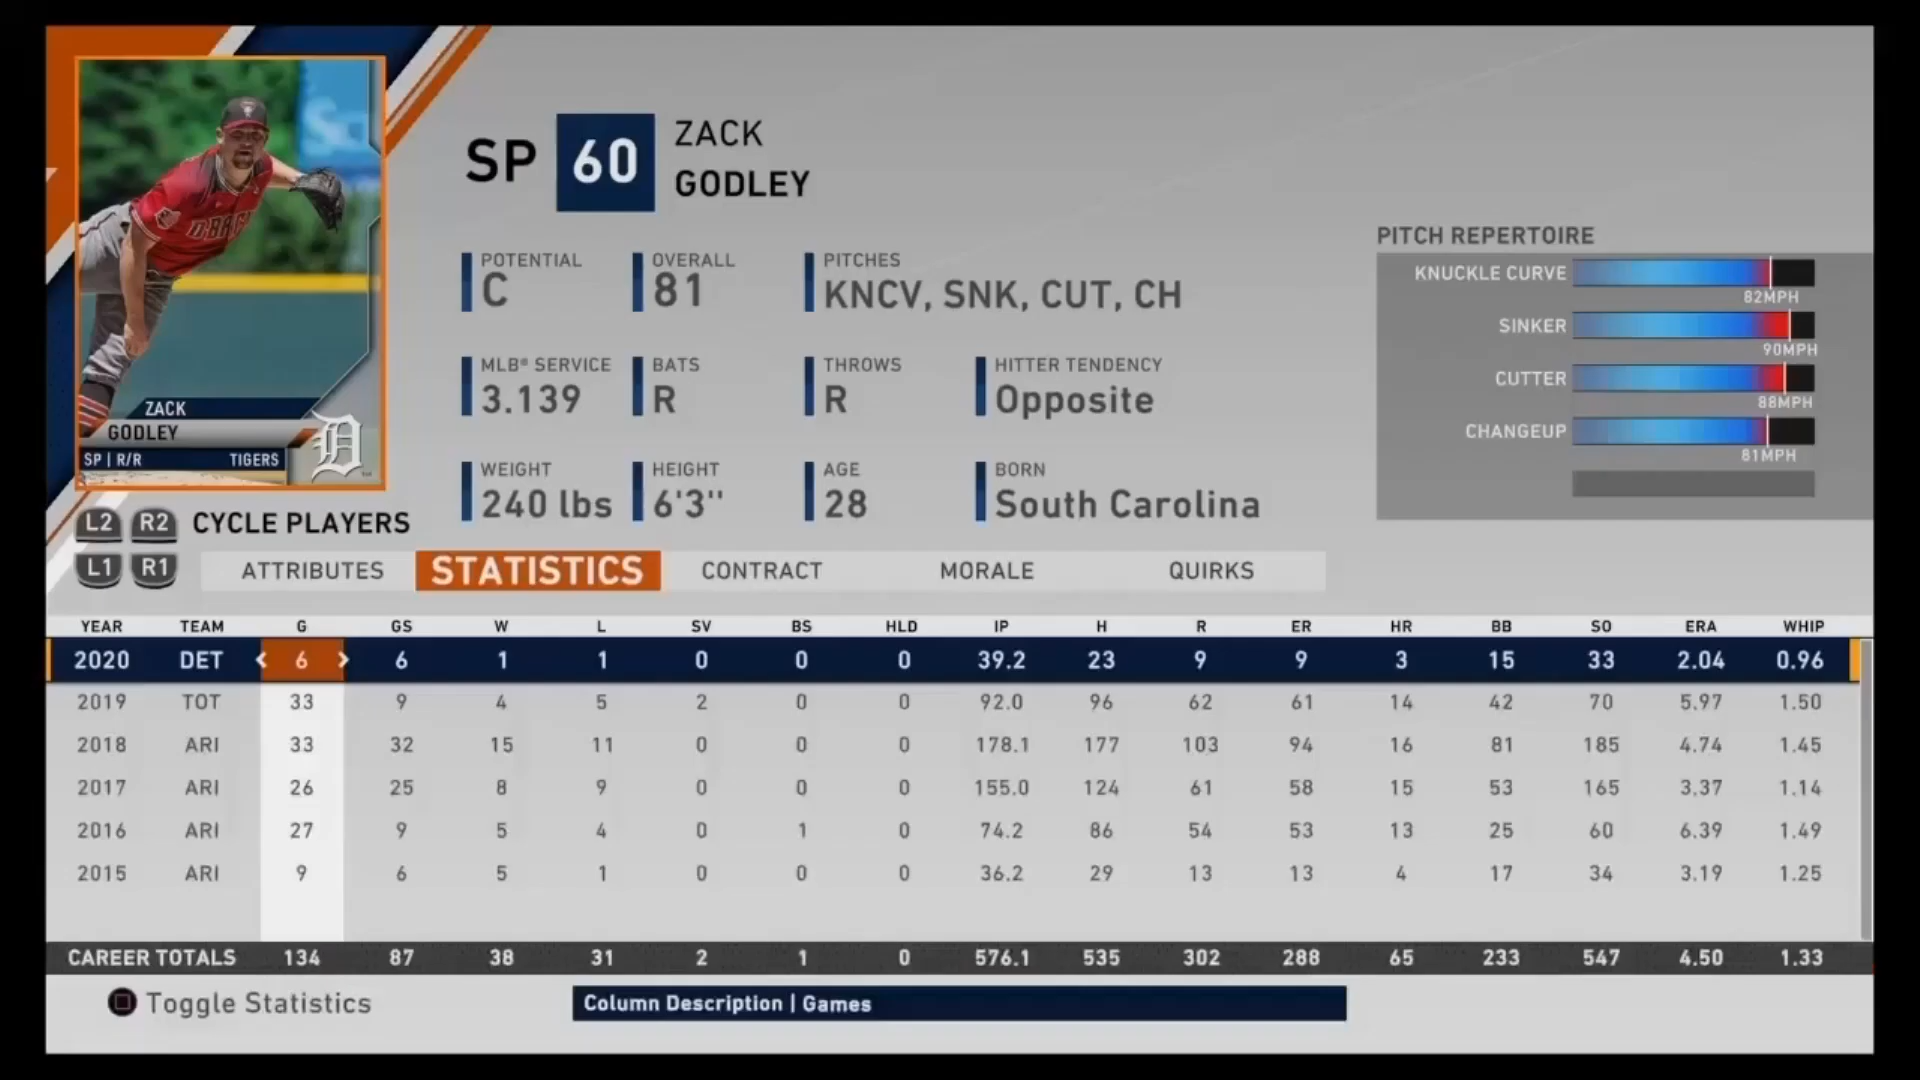 SP 60 ZACK
GODLEY
POTENTIAL OVERALL PITCHES
C 81 KNCV, SNK, CUT, CH
MLB® SERVICE BATS THROWS HITTER TENDENCY
3.139 R R Opposite
WEIGHT HEIGHT AGE BORN
240 lbs 6'3" 28 South Carolina
PITCH REPERTOIRE
KNUCKLE CURVE
82MPH
SINKER
90MPH
CUTTER
88MPH
CHANGEUP
81MPH
D'BACK
ZACK
GODLEY
SP | R/R TIGERS
L2 R2 CYCLE PLAYERS
L1 R1 ATTRIBUTES STATISTICS CONTRACT MORALE QUIRKS
YEAR TEAM G GS W L SV BS HLD IP H R ER HR BB SO ERA WHIP
2020 DET 6 6 1 1 0 0 0 39.2 23 9 9 3 15 33 2.04 0.96
2019 TOT 33 9 4 5 2 0 0 92.0 96 62 61 14 42 70 5.97 1.50
2018 ARI 33 32 15 11 0 0 0 178.1 177 103 94 16 81 185 4.74 1.45
2017 ARI 26 25 8 9 0 0 0 155.0 124 61 58 15 53 165 3.37 1.14
2016 ARI 27 9 5 4 0 1 0 74.2 86 54 53 13 25 60 6.39 1.49
2015 ARI 9 6 5 1 0 0 0 36.2 29 13 13 4 17 34 3.19 1.25
CAREER TOTALS 134 87 38 31 2 1 0 576.1 535 302 288 65 233 547 4.50 1.33
Toggle Statistics
Column Description | Games